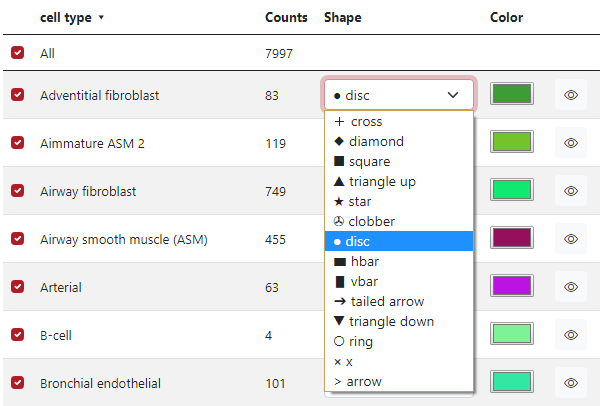 cell type ▾ Counts Shape Color
All 7997
Adventitial fibroblast 83 ● disc
+ cross
Aimmature ASM 2 119 ◆ diamond
■ square
▲ triangle up
Airway fibroblast 749
★ star
✇ clobber
Airway smooth muscle (ASM) 455 ● disc
hbar
vbar
Arterial 63
→ tailed arrow
▼ triangle down
B-cell 4 ○ ring
× x
Bronchial endothelial 101 > arrow